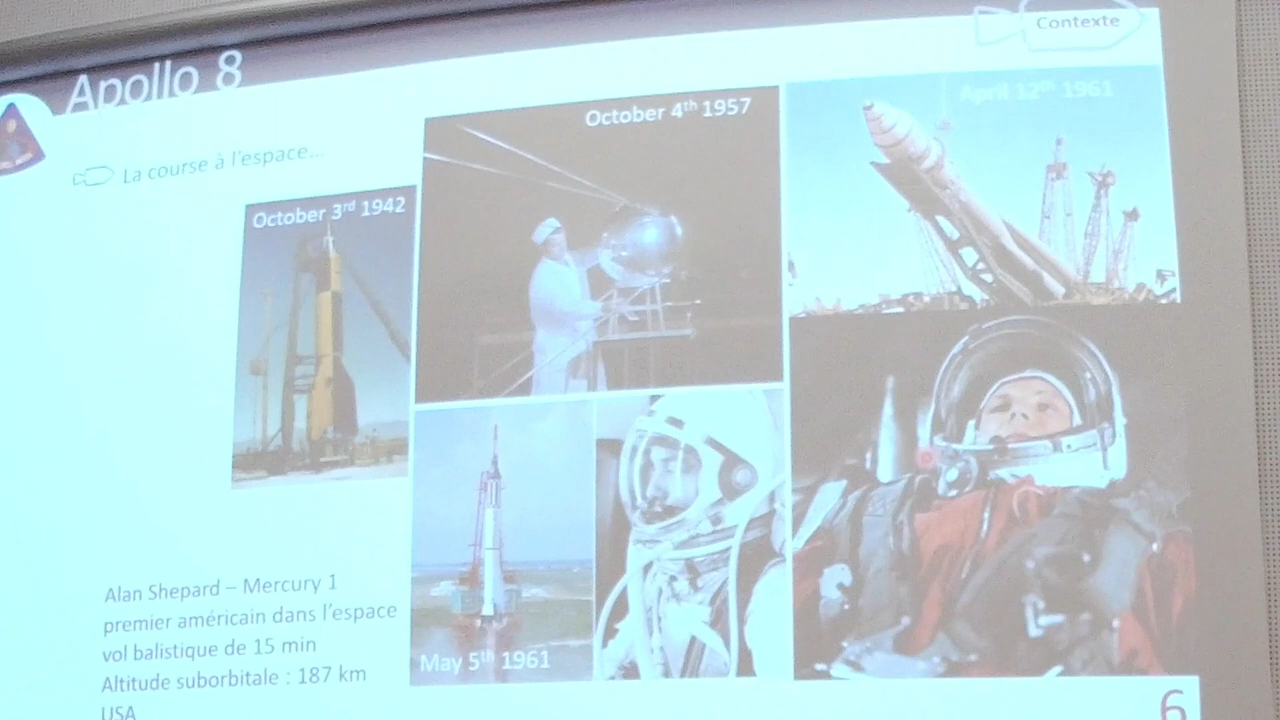 Contexte
Apollo 8
La course à l'espace...
October 3rd 1942
October 4th 1957
April 12th 1961
May 5th 1961
Alan Shepard – Mercury 1
premier américain dans l'espace
vol balistique de 15 min
Altitude suborbitale : 187 km
USA
6